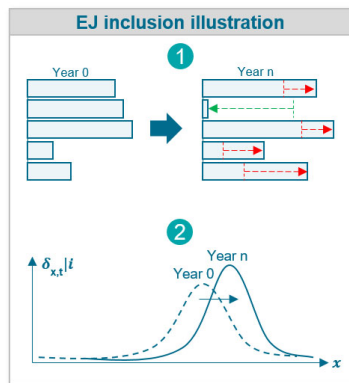 EJ inclusion illustration
1
Year 0
Year n
2
δx,t|i
Year n
Year 0
x